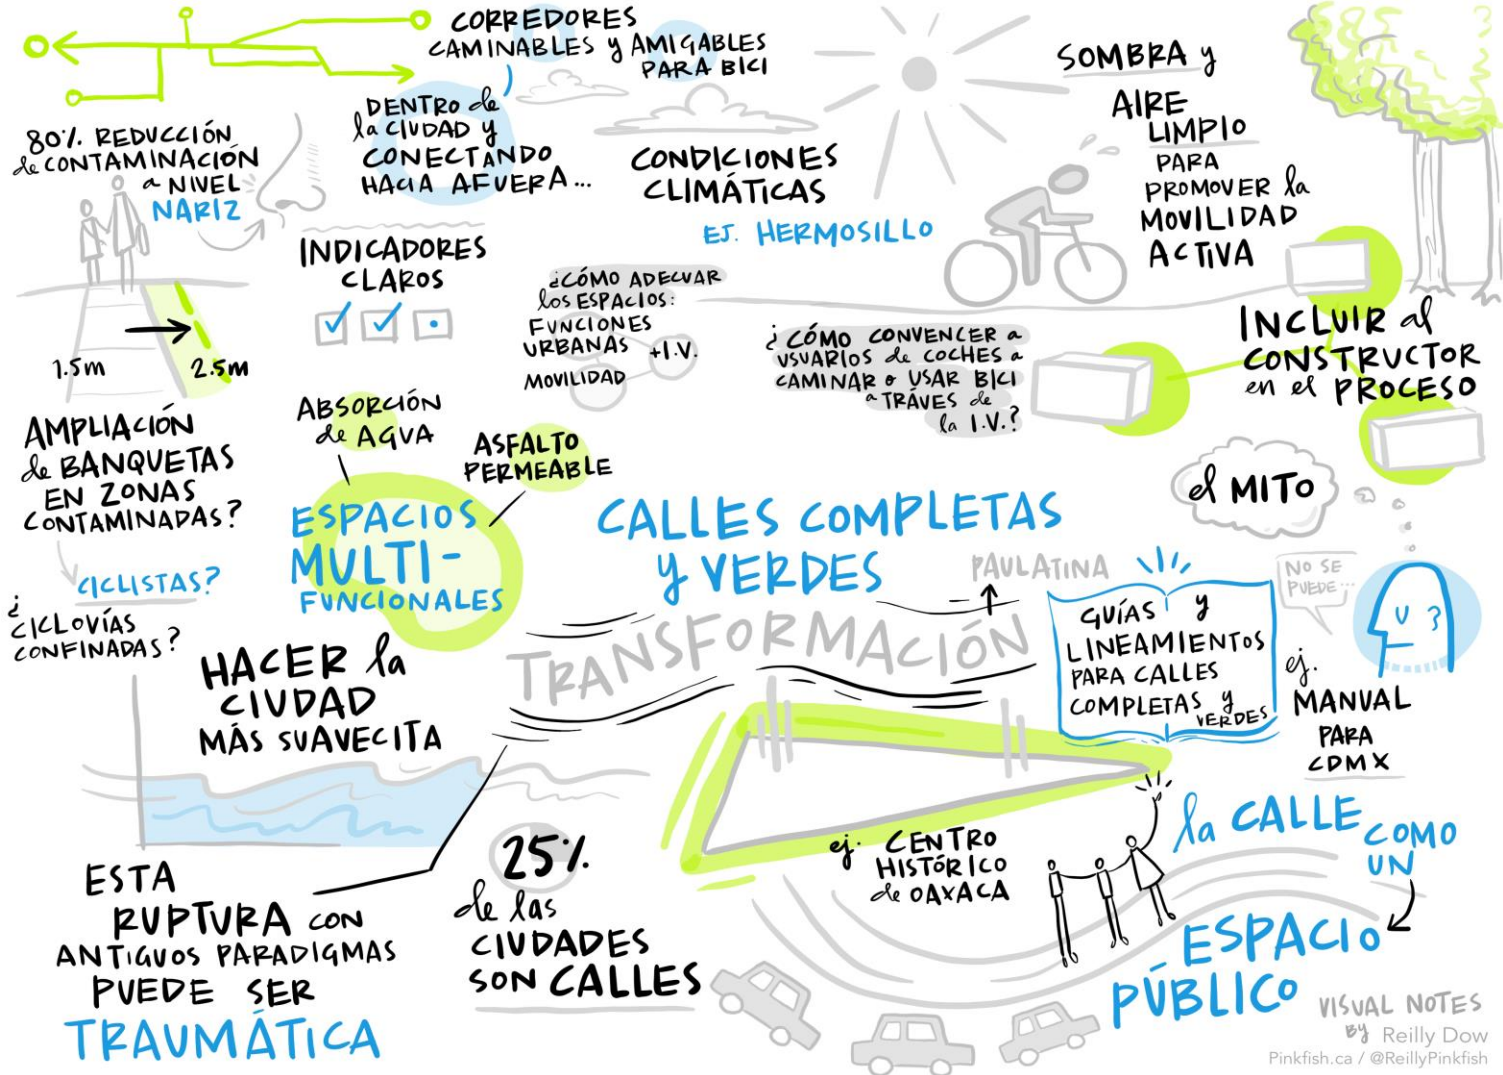 CORREDORES
CAMINABLES y AMIGABLES
PARA BICI
DENTRO de
la CIUDAD y
CONECTANDO
HACIA AFUERA...
80% REDUCCIÓN
de CONTAMINACIÓN
a NIVEL
NARIZ
CONDICIONES
CLIMÁTICAS
EJ. HERMOSILLO
SOMBRA y
AIRE
LIMPIO
PARA
PROMOVER la
MOVILIDAD
ACTIVA
INDICADORES
CLAROS
1.5m
2.5m
¿CÓMO ADECUAR
los ESPACIOS:
FUNCIONES
URBANAS
+I.V.
MOVILIDAD
¿CÓMO CONVENCER a
USUARIOS de COCHES a
CAMINAR o USAR BICI
a TRÁVES de
la I.V.?
INCLUIR al
CONSTRUCTOR
en el PROCESO
AMPLIACIÓN
de BANQUETAS
EN ZONAS
CONTAMINADAS?
CICLISTAS?
¿CICLOVÍAS
CONFINADAS?
ABSORCIÓN
de AGUA
ASFALTO
PERMEABLE
ESPACIOS
MULTI-
FUNCIONALES
CALLES COMPLETAS
y VERDES
PAULATINA
TRANSFORMACIÓN
el MITO
NO SE
PUEDE...
GUÍAS y
LINEAMIENTOS
PARA CALLES
COMPLETAS y
VERDES
ej.
MANUAL
PARA
CDMX
HACER la
CIUDAD
MÁS SUAVECITA
ESTA
RUPTURA CON
ANTIGUOS PARADIGMAS
PUEDE SER
TRAUMÁTICA
25%
de las
CIUDADES
SON CALLES
ej. CENTRO
HISTÓRICO
de OAXACA
la CALLE COMO
UN
ESPACIO
PÚBLICO
VISUAL NOTES
BY Reilly Dow
Pinkfish.ca / @ReillyPinkfish